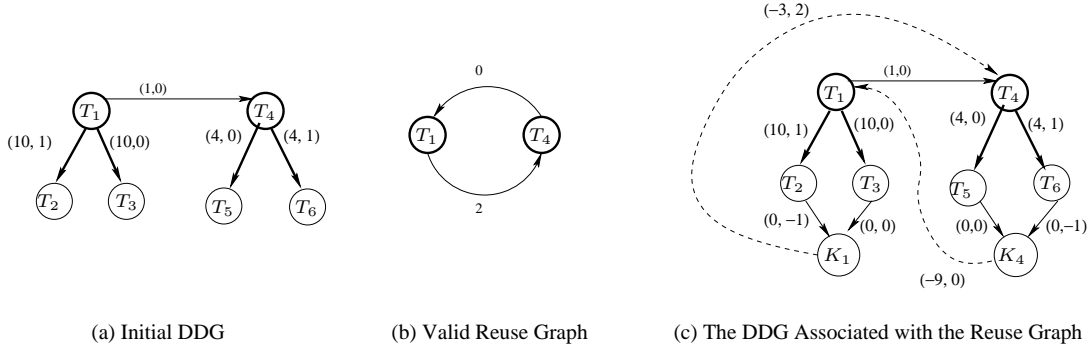 (1,0)
T1
T4
(10, 1)
(10,0)
(4, 0)
(4, 1)
T2
T3
T5
T6
(a) Initial DDG
0
T1
T4
2
(b) Valid Reuse Graph
(−3, 2)
(1,0)
T1
T4
(10, 1)
(10,0)
(4, 0)
(4, 1)
T2
T3
T5
T6
(0, −1)
(0, 0)
(0,0)
(0,−1)
K1
K4
(−9, 0)
(c) The DDG Associated with the Reuse Graph